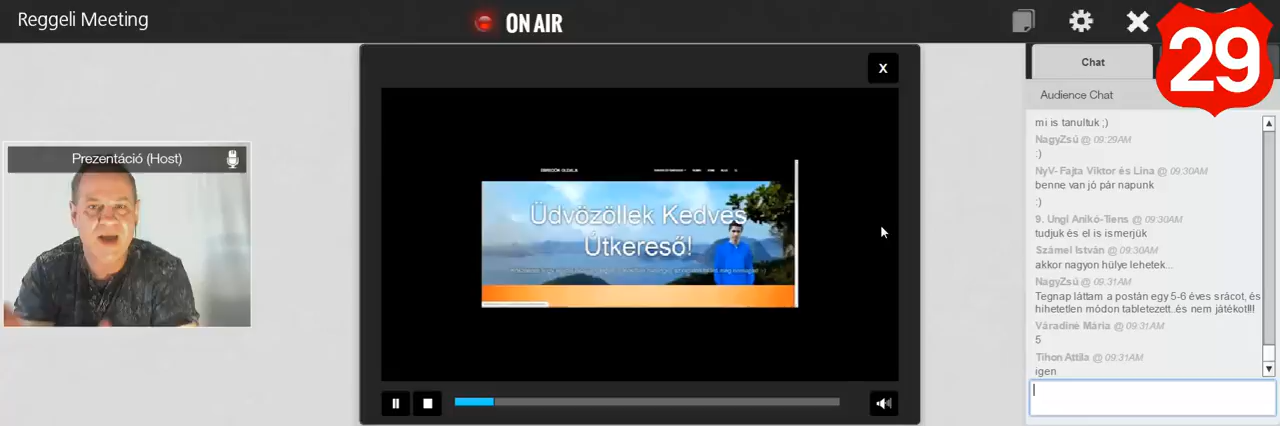 Reggeli Meeting
ON AIR
29
X
Chat
Audience Chat
Prezentáció (Host)
Üdvözöllek Kedves
Útkereső!
mi is tanultuk ;)
NagyZsú @ 09:29AM
:)
NyV- Fajta Viktor és Lina @ 09:30AM
benne van jó pár napunk
:)
9. Ungi Anikó-Tiens @ 09:30AM
tudjuk és el is ismerjük
Számel István @ 09:30AM
akkor nagyon hülye lehetek...
NagyZsú @ 09:31AM
Tegnap láttam a postán egy 5-6 éves srácot, és
hihetetlen módon tabletezett..és nem játékot!!!
Váradiné Mária @ 09:31AM
5
Tihon Attila @ 09:31AM
igen